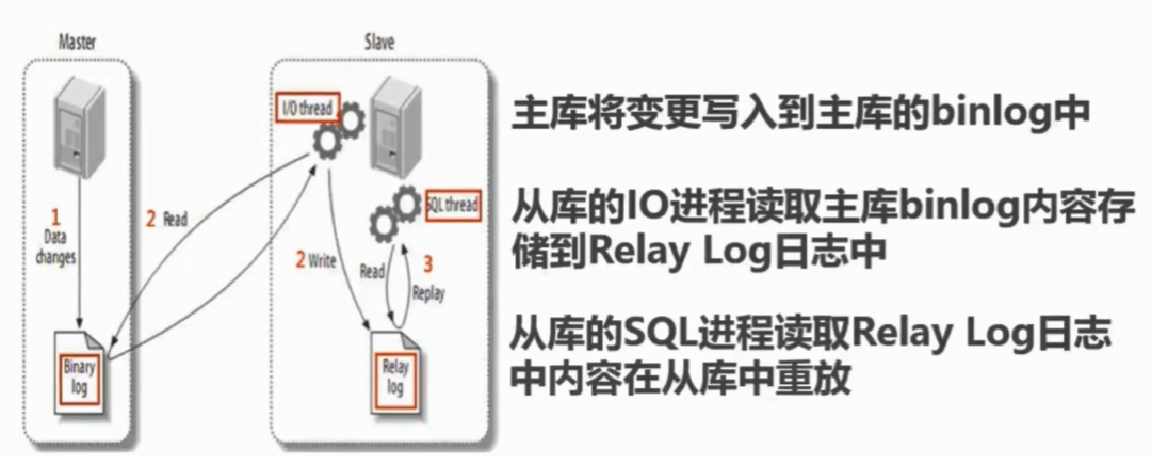 Master
Slave
I/O thread
SQL thread
1
Data
changes
2 Read
2 Write
Read
3
Replay
Binary
log
Relay
log
主库将变更写入到主库的binlog中
从库的IO进程读取主库binlog内容存
储到Relay Log日志中
从库的SQL进程读取Relay Log日志
中内容在从库中重放